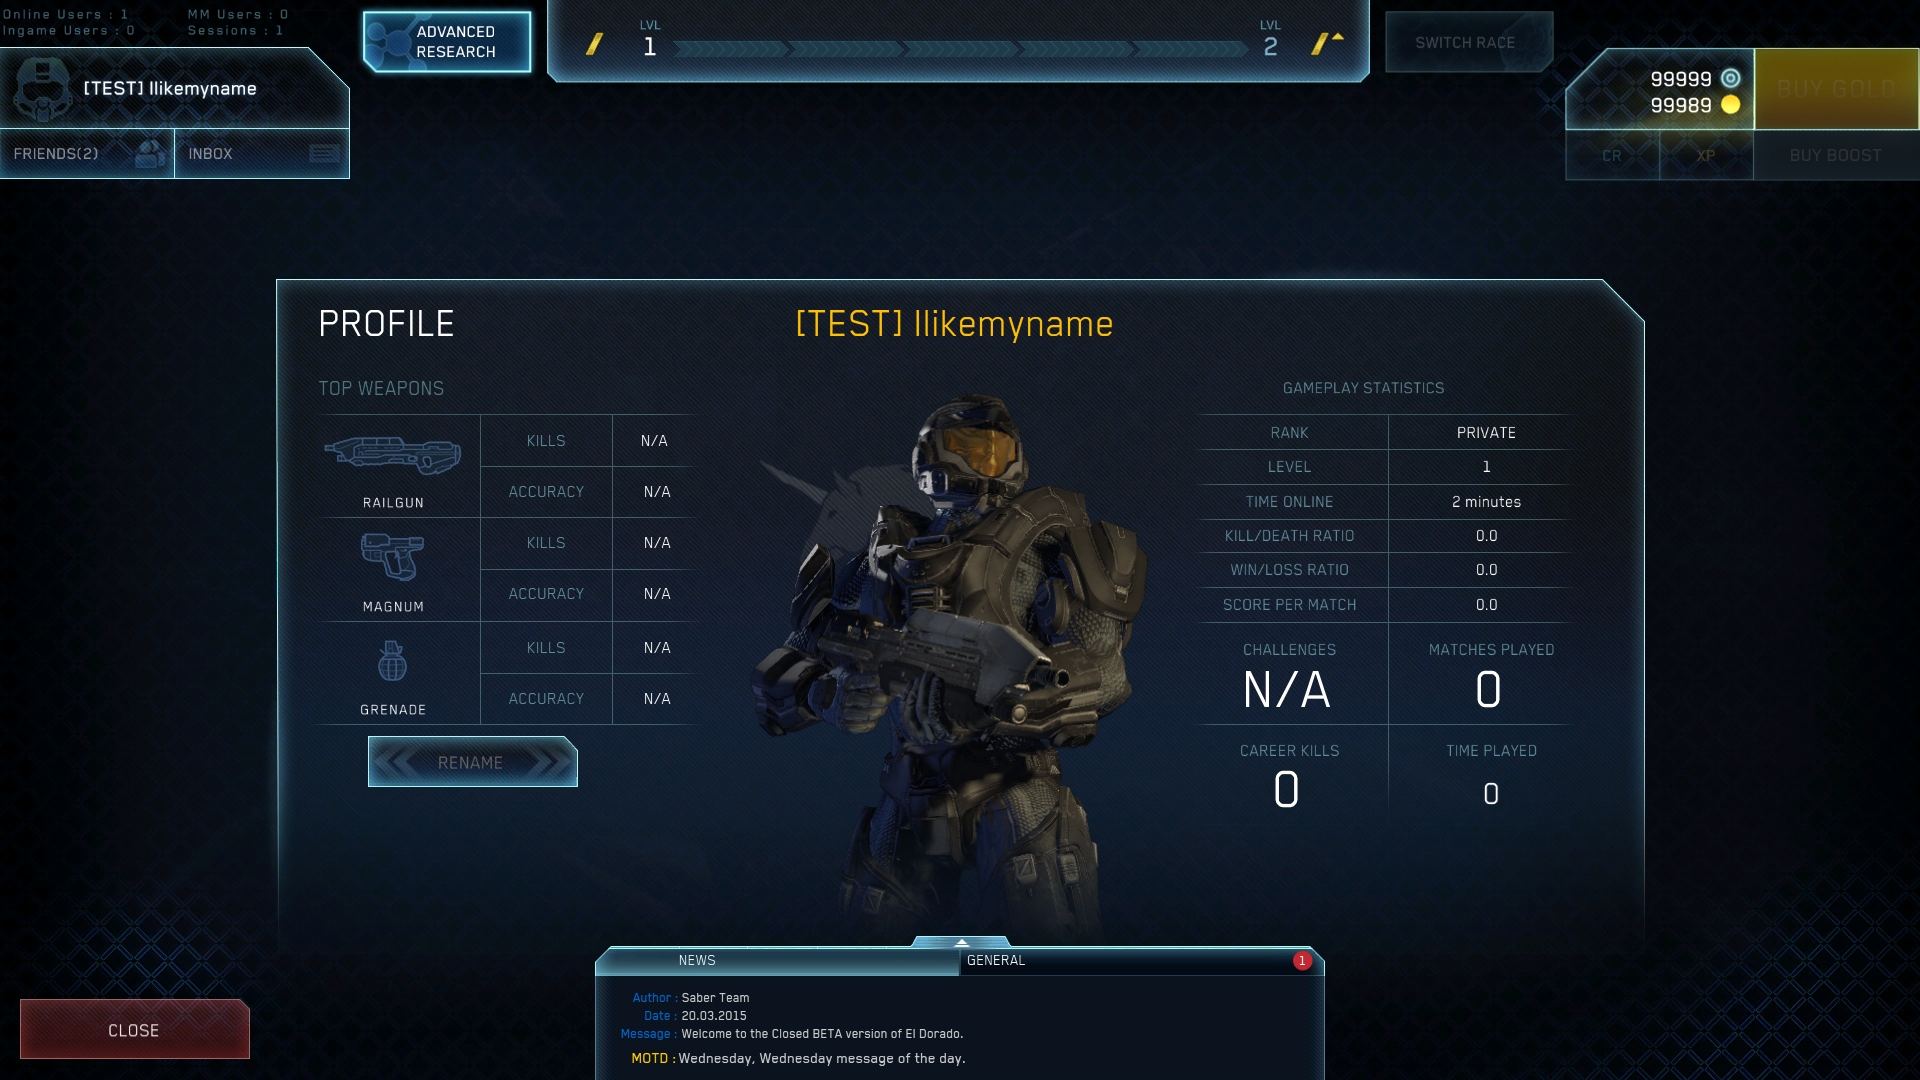 Online Users : 1
MM Users : 0
Ingame Users : 0
Sessions : 1
[TEST] llikemyname
FRIENDS(2)
INBOX
ADVANCED
RESEARCH
LVL
1
LVL
2
SWITCH RACE
99999
99989
BUY GOLD
CR
XP
BUY BOOST
PROFILE
[TEST] llikemyname
TOP WEAPONS
RAILGUN
KILLS
N/A
ACCURACY
N/A
MAGNUM
KILLS
N/A
ACCURACY
N/A
GRENADE
KILLS
N/A
ACCURACY
N/A
RENAME
GAMEPLAY STATISTICS
RANK
PRIVATE
LEVEL
1
TIME ONLINE
2 minutes
KILL/DEATH RATIO
0.0
WIN/LOSS RATIO
0.0
SCORE PER MATCH
0.0
CHALLENGES
N/A
MATCHES PLAYED
0
CAREER KILLS
0
TIME PLAYED
0
NEWS
GENERAL
1
Author : Saber Team
Date : 20.03.2015
Message : Welcome to the Closed BETA version of El Dorado.
MOTD : Wednesday, Wednesday message of the day.
CLOSE